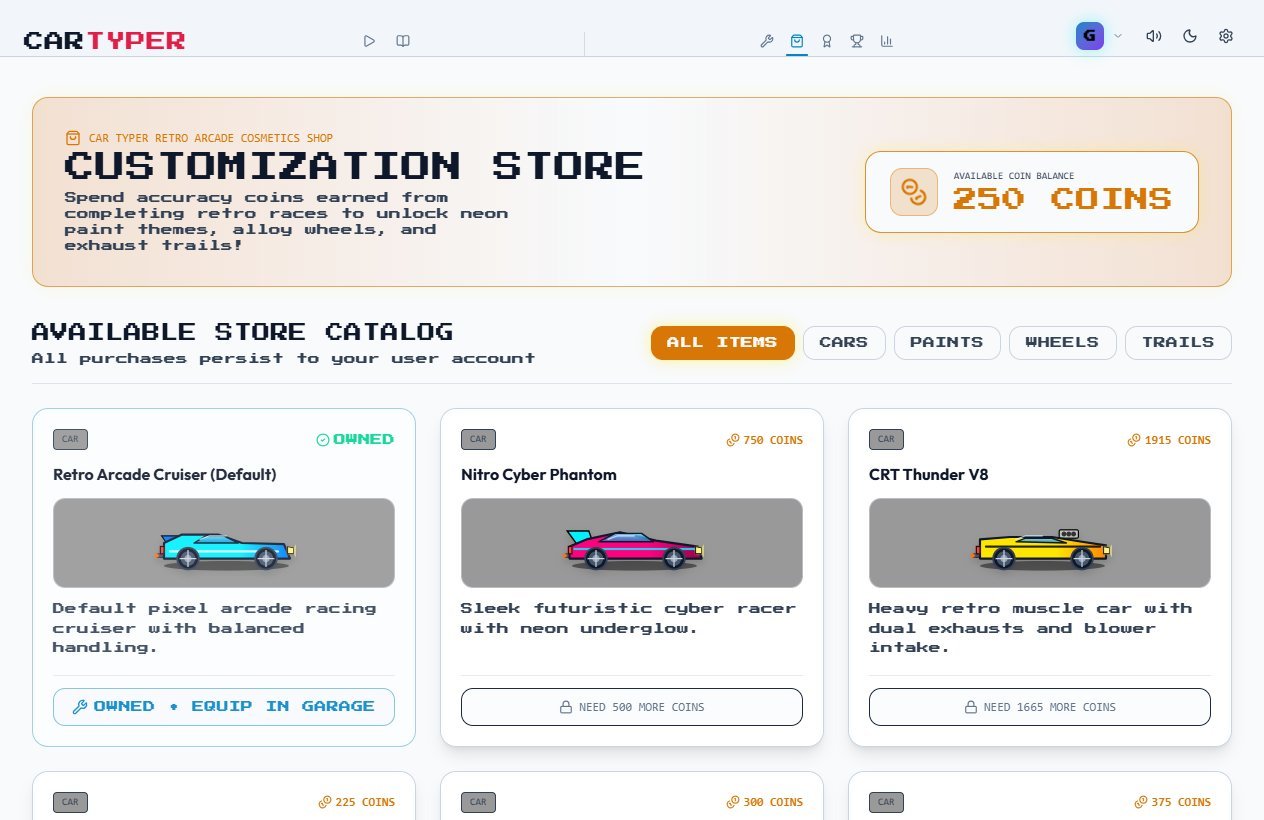 CARTYPER
G
CAR TYPER RETRO ARCADE COSMETICS SHOP
CUSTOMIZATION STORE
Spend accuracy coins earned from
completing retro races to unlock neon
paint themes, alloy wheels, and
exhaust trails!
AVAILABLE COIN BALANCE
250 COINS
AVAILABLE STORE CATALOG
All purchases persist to your user account
ALL ITEMS
CARS
PAINTS
WHEELS
TRAILS
CAR
OWNED
Retro Arcade Cruiser (Default)
Default pixel arcade racing
cruiser with balanced
handling.
OWNED • EQUIP IN GARAGE
CAR
750 COINS
Nitro Cyber Phantom
Sleek futuristic cyber racer
with neon underglow.
NEED 500 MORE COINS
CAR
1915 COINS
CRT Thunder V8
Heavy retro muscle car with
dual exhausts and blower
intake.
NEED 1665 MORE COINS
CAR
225 COINS
CAR
300 COINS
CAR
375 COINS